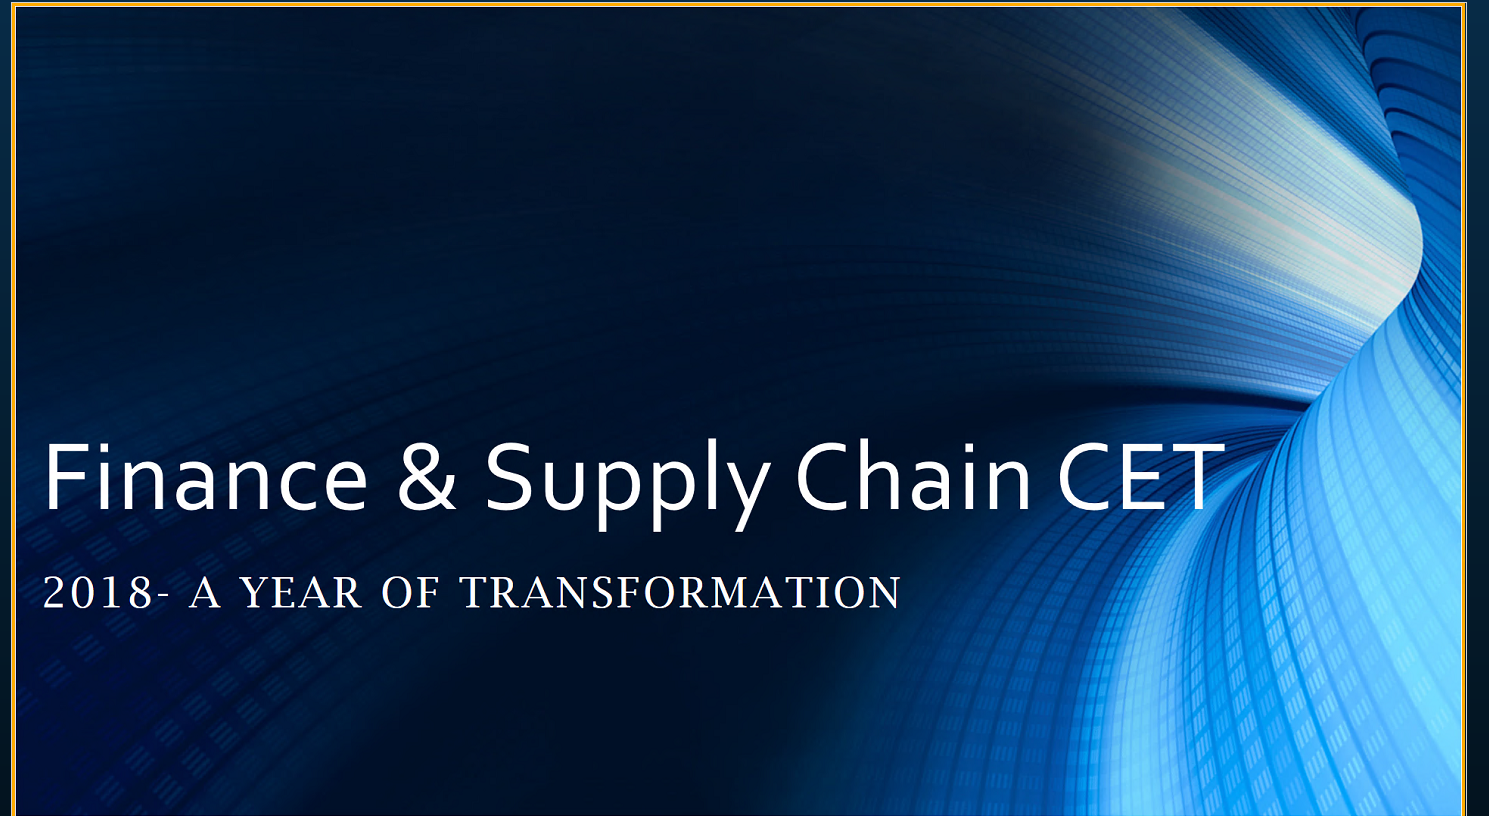 Finance & Supply Chain CET
2018- A YEAR OF TRANSFORMATION